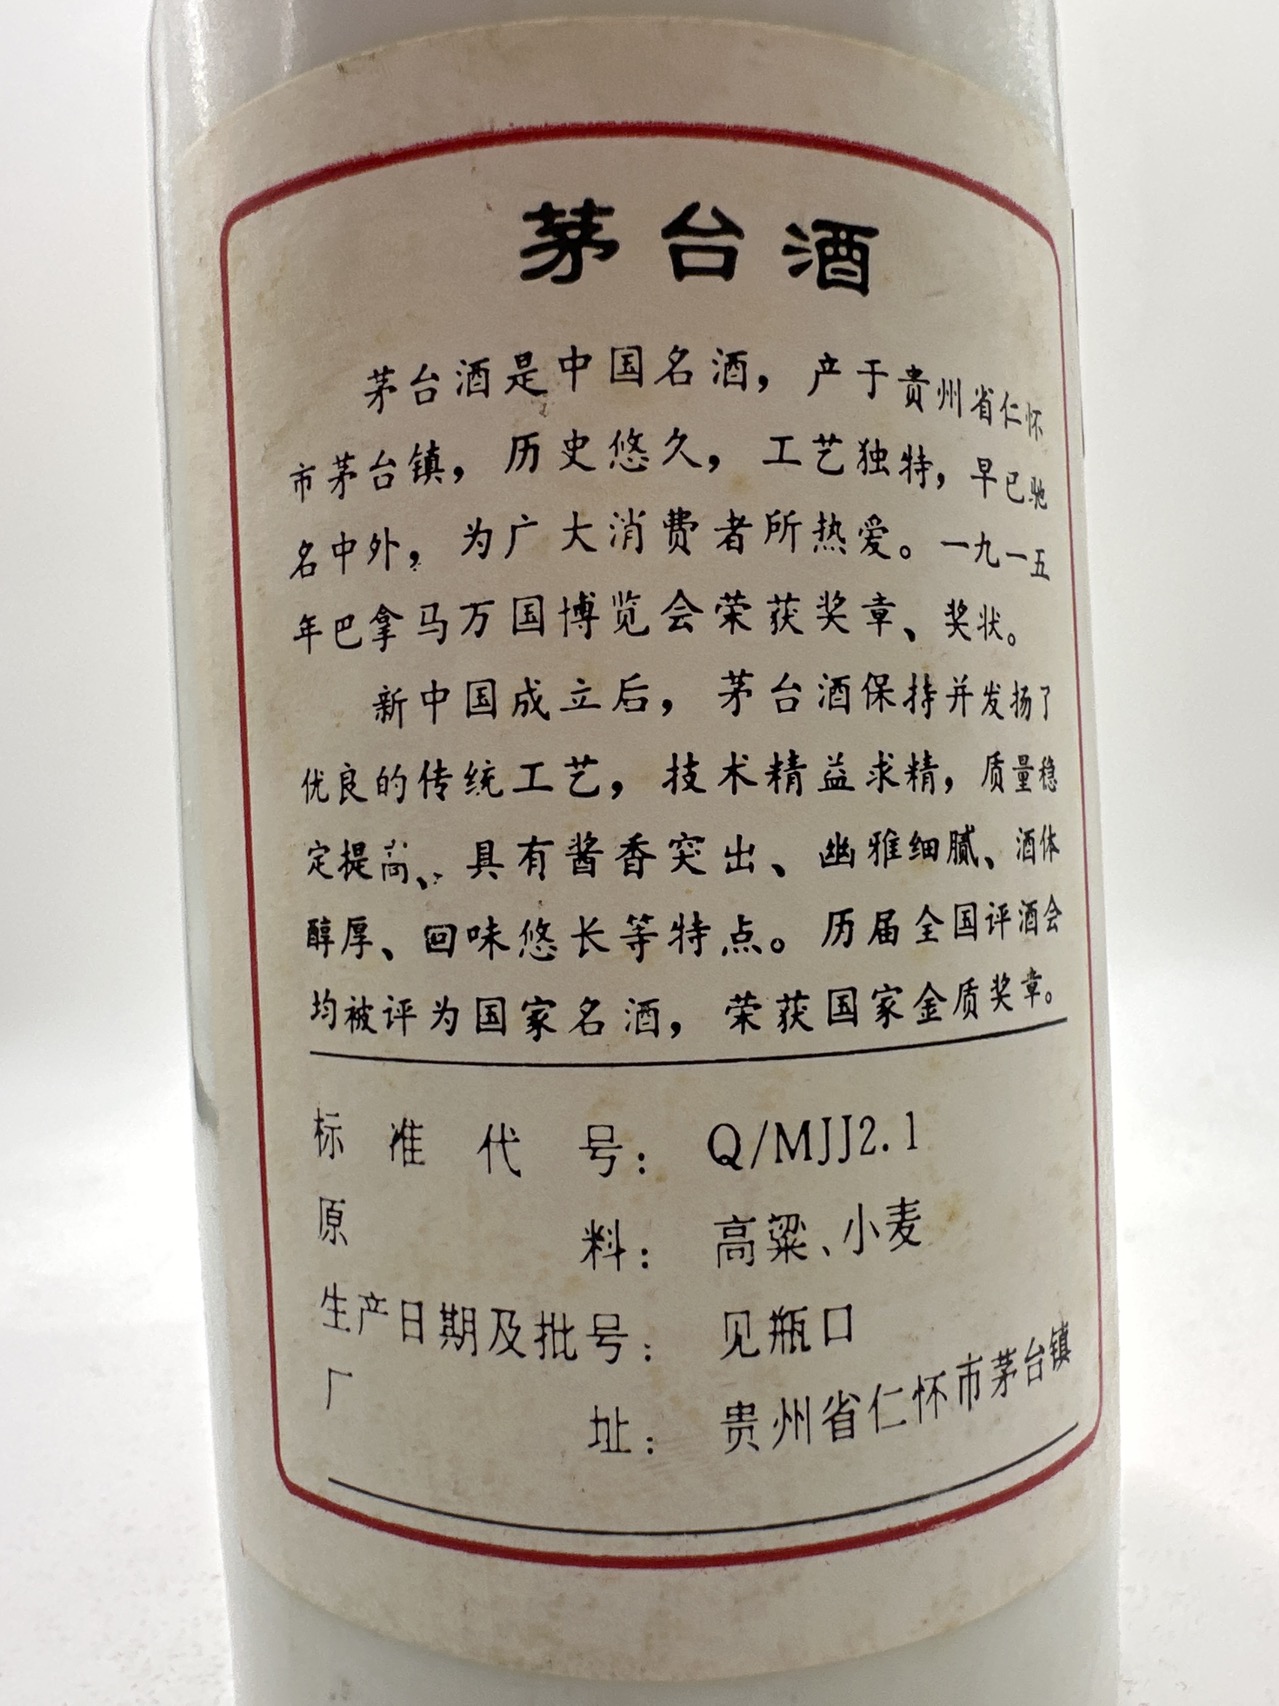 茅台酒
茅台酒是中国名酒，产于贵州省仁怀
市茅台镇，历史悠久，工艺独特，早已驰
名中外，为广大消费者所热爱。一九一五
年巴拿马万国博览会荣获奖章、奖状。
新中国成立后，茅台酒保持并发扬了
优良的传统工艺，技术精益求精，质量稳
定提高、具有酱香突出、幽雅细腻、酒体
醇厚、回味悠长等特点。历届全国评酒会
均被评为国家名酒，荣获国家金质奖章。
标准代号：Q/MJJ2.1
原料：高粱、小麦
生产日期及批号：见瓶口
厂址：贵州省仁怀市茅台镇